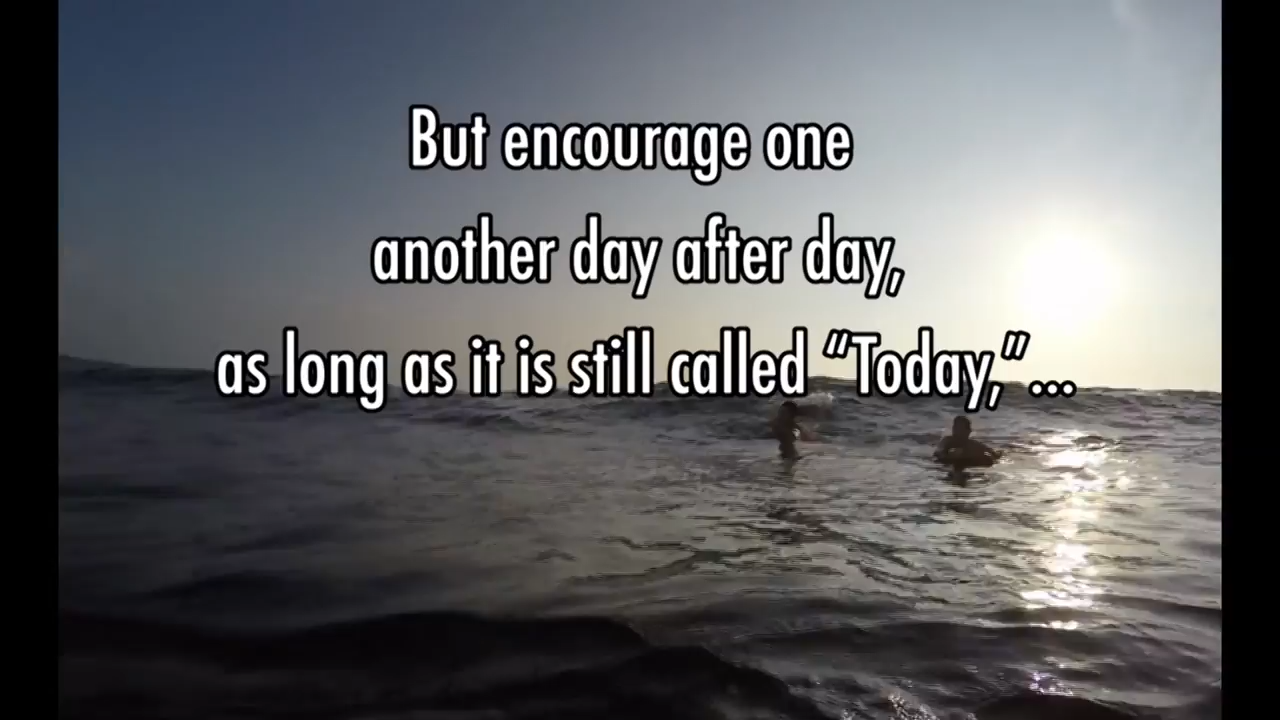 But encourage one
another day after day,
as long as it is still called “Today,”...